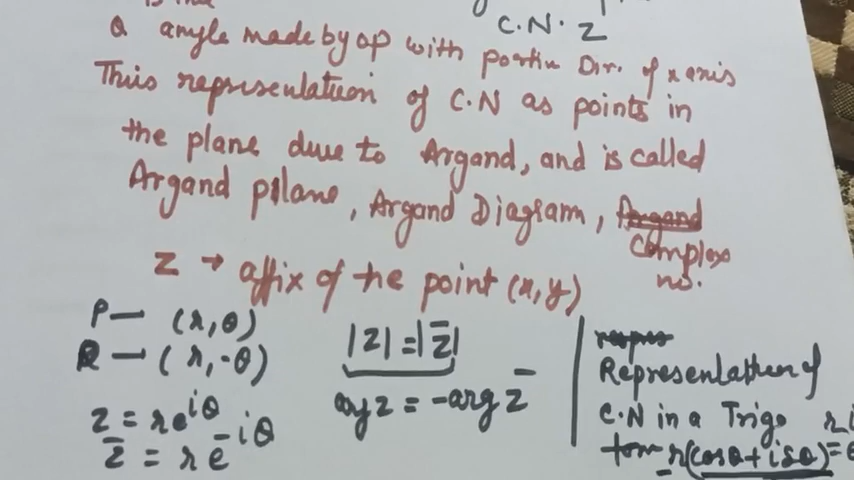 C.N. z
a angle made by op with positive Dir. of x axis
This representation of C.N as points in
the plane due to Argand, and is called
Argand plane, Argand Diagram, Argand
Complex
no.
z → affix of the point (x, y)
P — (r, θ)
Q — (r, -θ)
z = re^iθ
z̄ = re^-iθ
|z| = |z̄|
arg z = -arg z̄
Representation of
C.N in a Trigo
form r(cosθ + isθ) =